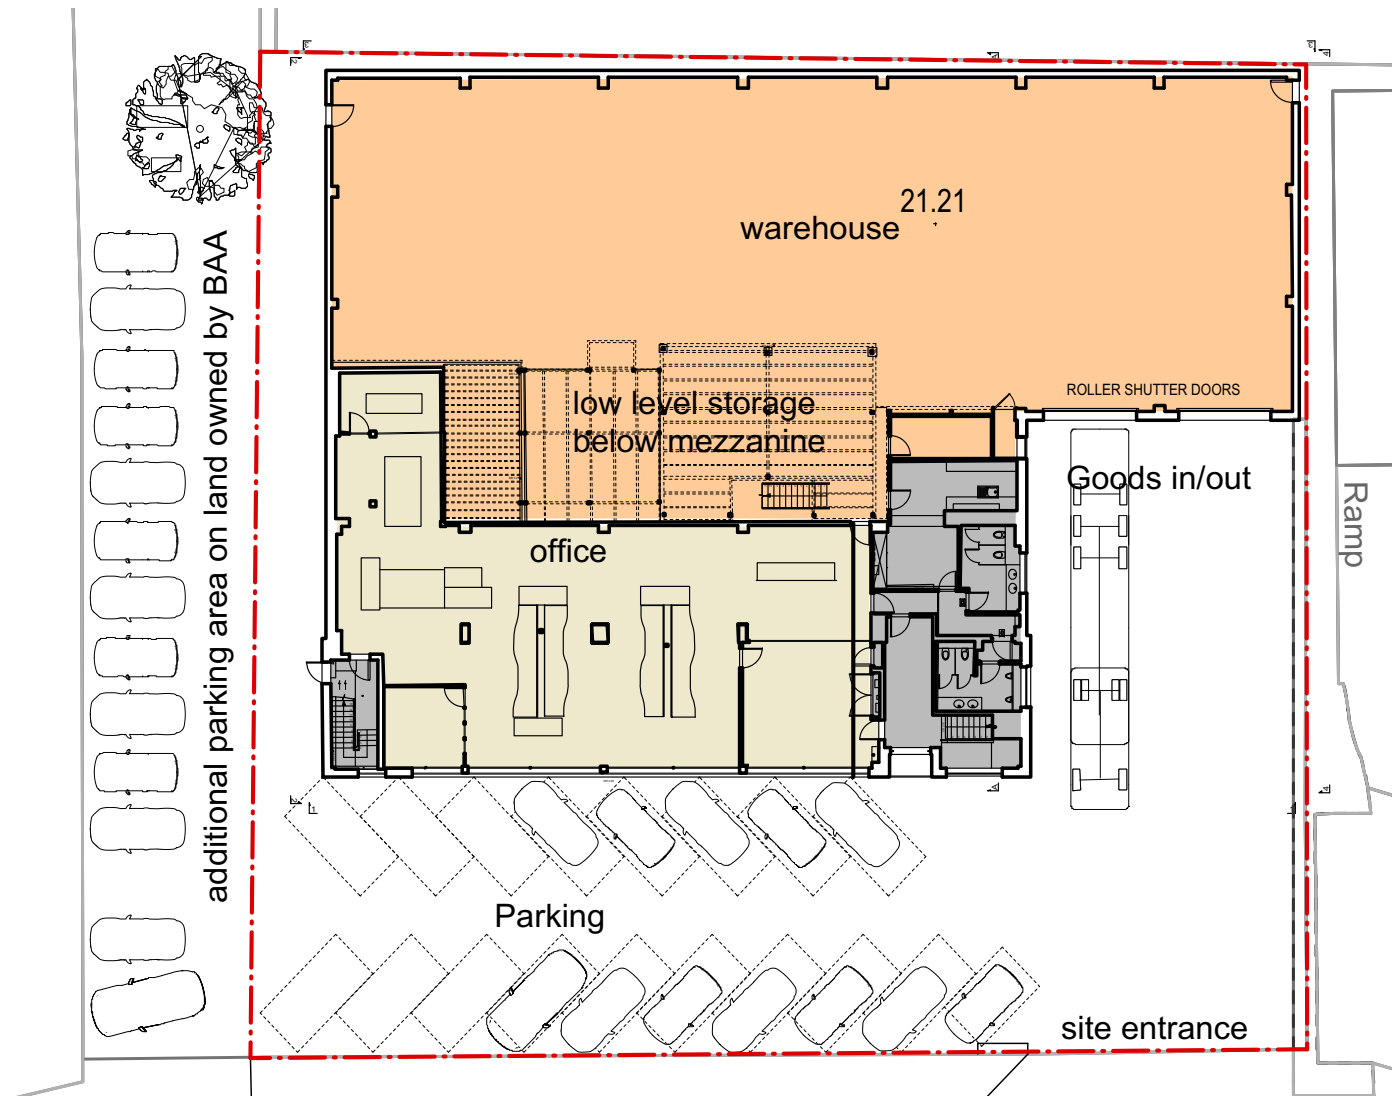 21.21
warehouse
additional parking area on land owned by BAA
ROLLER SHUTTER DOORS
low level storage
below mezzanine
Goods in/out
Ramp
office
Parking
site entrance